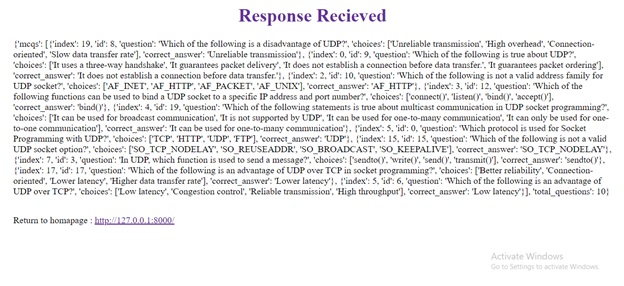 Response Recieved
{'mcqs': [{'index': 19, 'id': 8, 'question': 'Which of the following is a disadvantage of UDP?', 'choices': ['Unreliable transmission', 'High overhead', 'Connection-
oriented', 'Slow data transfer rate'], 'correct_answer': 'Unreliable transmission'}, {'index': 0, 'id': 9, 'question': 'Which of the following is true about UDP?',
'choices': ['It uses a three-way handshake', 'It guarantees packet delivery', 'It does not establish a connection before data transfer.', 'It guarantees packet ordering'],
'correct_answer': 'It does not establish a connection before data transfer.'}, {'index': 2, 'id': 10, 'question': 'Which of the following is not a valid address family for
UDP socket?', 'choices': ['AF_INET', 'AF_HTTP', 'AF_PACKET', 'AF_UNIX'], 'correct_answer': 'AF_HTTP'}, {'index': 3, 'id': 12, 'question': 'Which of the
following functions can be used to bind a UDP socket to a specific IP address and port number?', 'choices': ['connect()', 'listen()', 'bind()', 'accept()'],
'correct_answer': 'bind()'}, {'index': 4, 'id': 19, 'question': 'Which of the following statements is true about multicast communication in UDP socket programming?',
'choices': ['It can be used for broadcast communication', 'It is not supported by UDP', 'It can be used for one-to-many communication', 'It can only be used for one-
to-one communication'], 'correct_answer': 'It can be used for one-to-many communication'}, {'index': 5, 'id': 0, 'question': 'Which protocol is used for Socket
Programming with UDP?', 'choices': ['TCP', 'HTTP', 'UDP', 'FTP'], 'correct_answer': 'UDP'}, {'index': 15, 'id': 15, 'question': 'Which of the following is not a valid
UDP socket option?', 'choices': ['SO_TCP_NODELAY', 'SO_REUSEADDR', 'SO_BROADCAST', 'SO_KEEPALIVE'], 'correct_answer': 'SO_TCP_NODELAY'},
{'index': 7, 'id': 3, 'question': 'In UDP, which function is used to send a message?', 'choices': ['sendto()', 'write()', 'send()', 'transmit()'], 'correct_answer': 'sendto()'},
{'index': 17, 'id': 17, 'question': 'Which of the following is an advantage of UDP over TCP in socket programming?', 'choices': ['Better reliability', 'Connection-
oriented', 'Lower latency', 'Higher data transfer rate'], 'correct_answer': 'Lower latency'}, {'index': 5, 'id': 6, 'question': 'Which of the following is an advantage of
UDP over TCP?', 'choices': ['Low latency', 'Congestion control', 'Reliable transmission', 'High throughput'], 'correct_answer': 'Low latency'}], 'total_questions': 10}
Return to homepage : http://127.0.0.1:8000/
Activate Windows
Go to Settings to activate Windows.